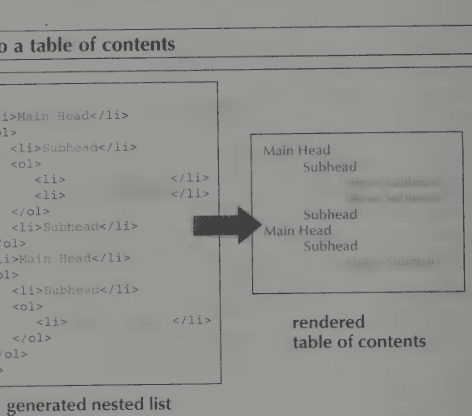 o a table of contents
li>Main Head</li>
ol>
<li>Subhead</li>
<ol>
<li> </li>
<li> </li>
</ol>
<li>Subhead</li>
/ol>
li>Main Head</li>
ol>
<li>Subhead</li>
<ol>
<li> </li>
</ol>
/ol>
>
generated nested list
Main Head
Subhead
Subhead
Main Head
Subhead
rendered
table of contents